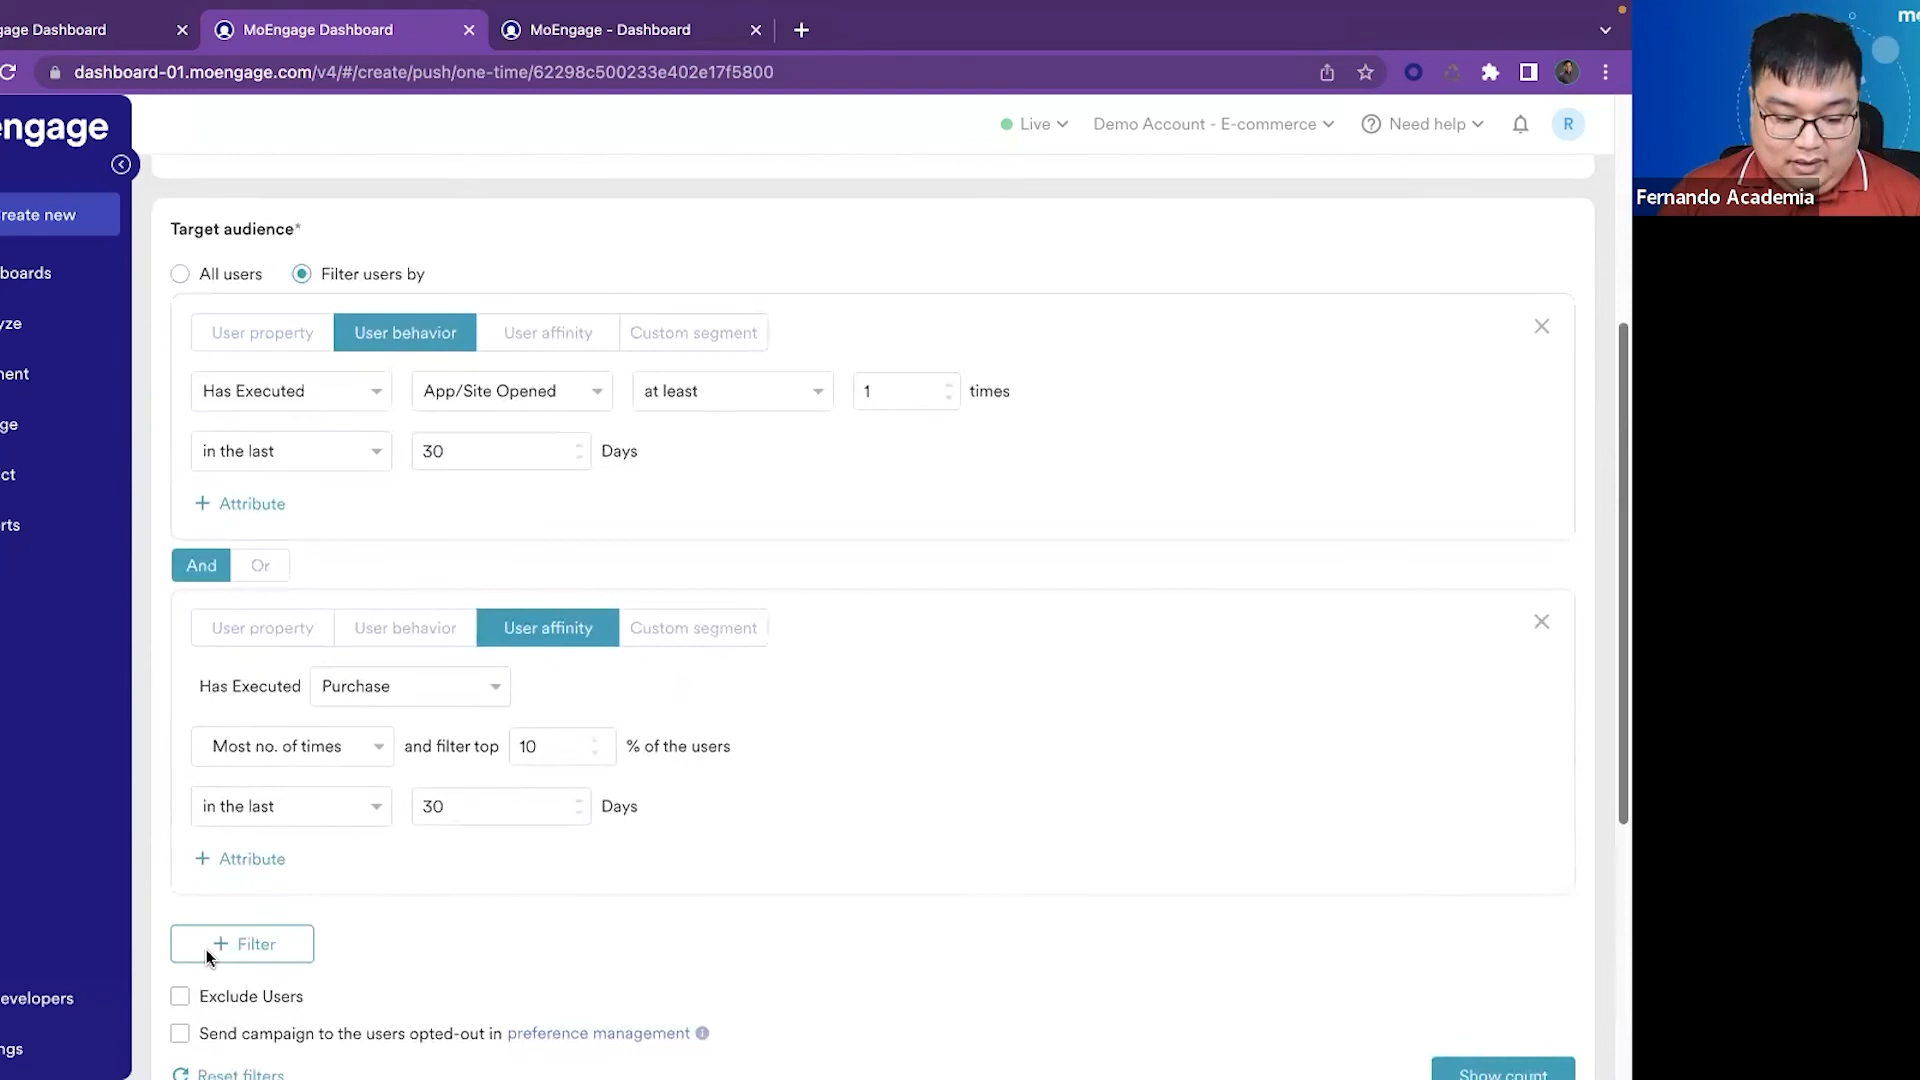 gage Dashboard
MoEngage Dashboard
MoEngage - Dashboard
dashboard-01.moengage.com/v4/#/create/push/one-time/62298c500233e402e17f5800
mo
Fernando Academia
engage
Live
Demo Account - E-commerce
Need help
R
reate new
boards
yze
nent
ge
ct
rts
evelopers
ngs
Target audience*
All users
Filter users by
User property
User behavior
User affinity
Custom segment
Has Executed
App/Site Opened
at least
1
times
in the last
30
Days
+ Attribute
And
Or
User property
User behavior
User affinity
Custom segment
Has Executed
Purchase
Most no. of times
and filter top
10
% of the users
in the last
30
Days
+ Attribute
+ Filter
Exclude Users
Send campaign to the users opted-out in preference management
Reset filters
Show count